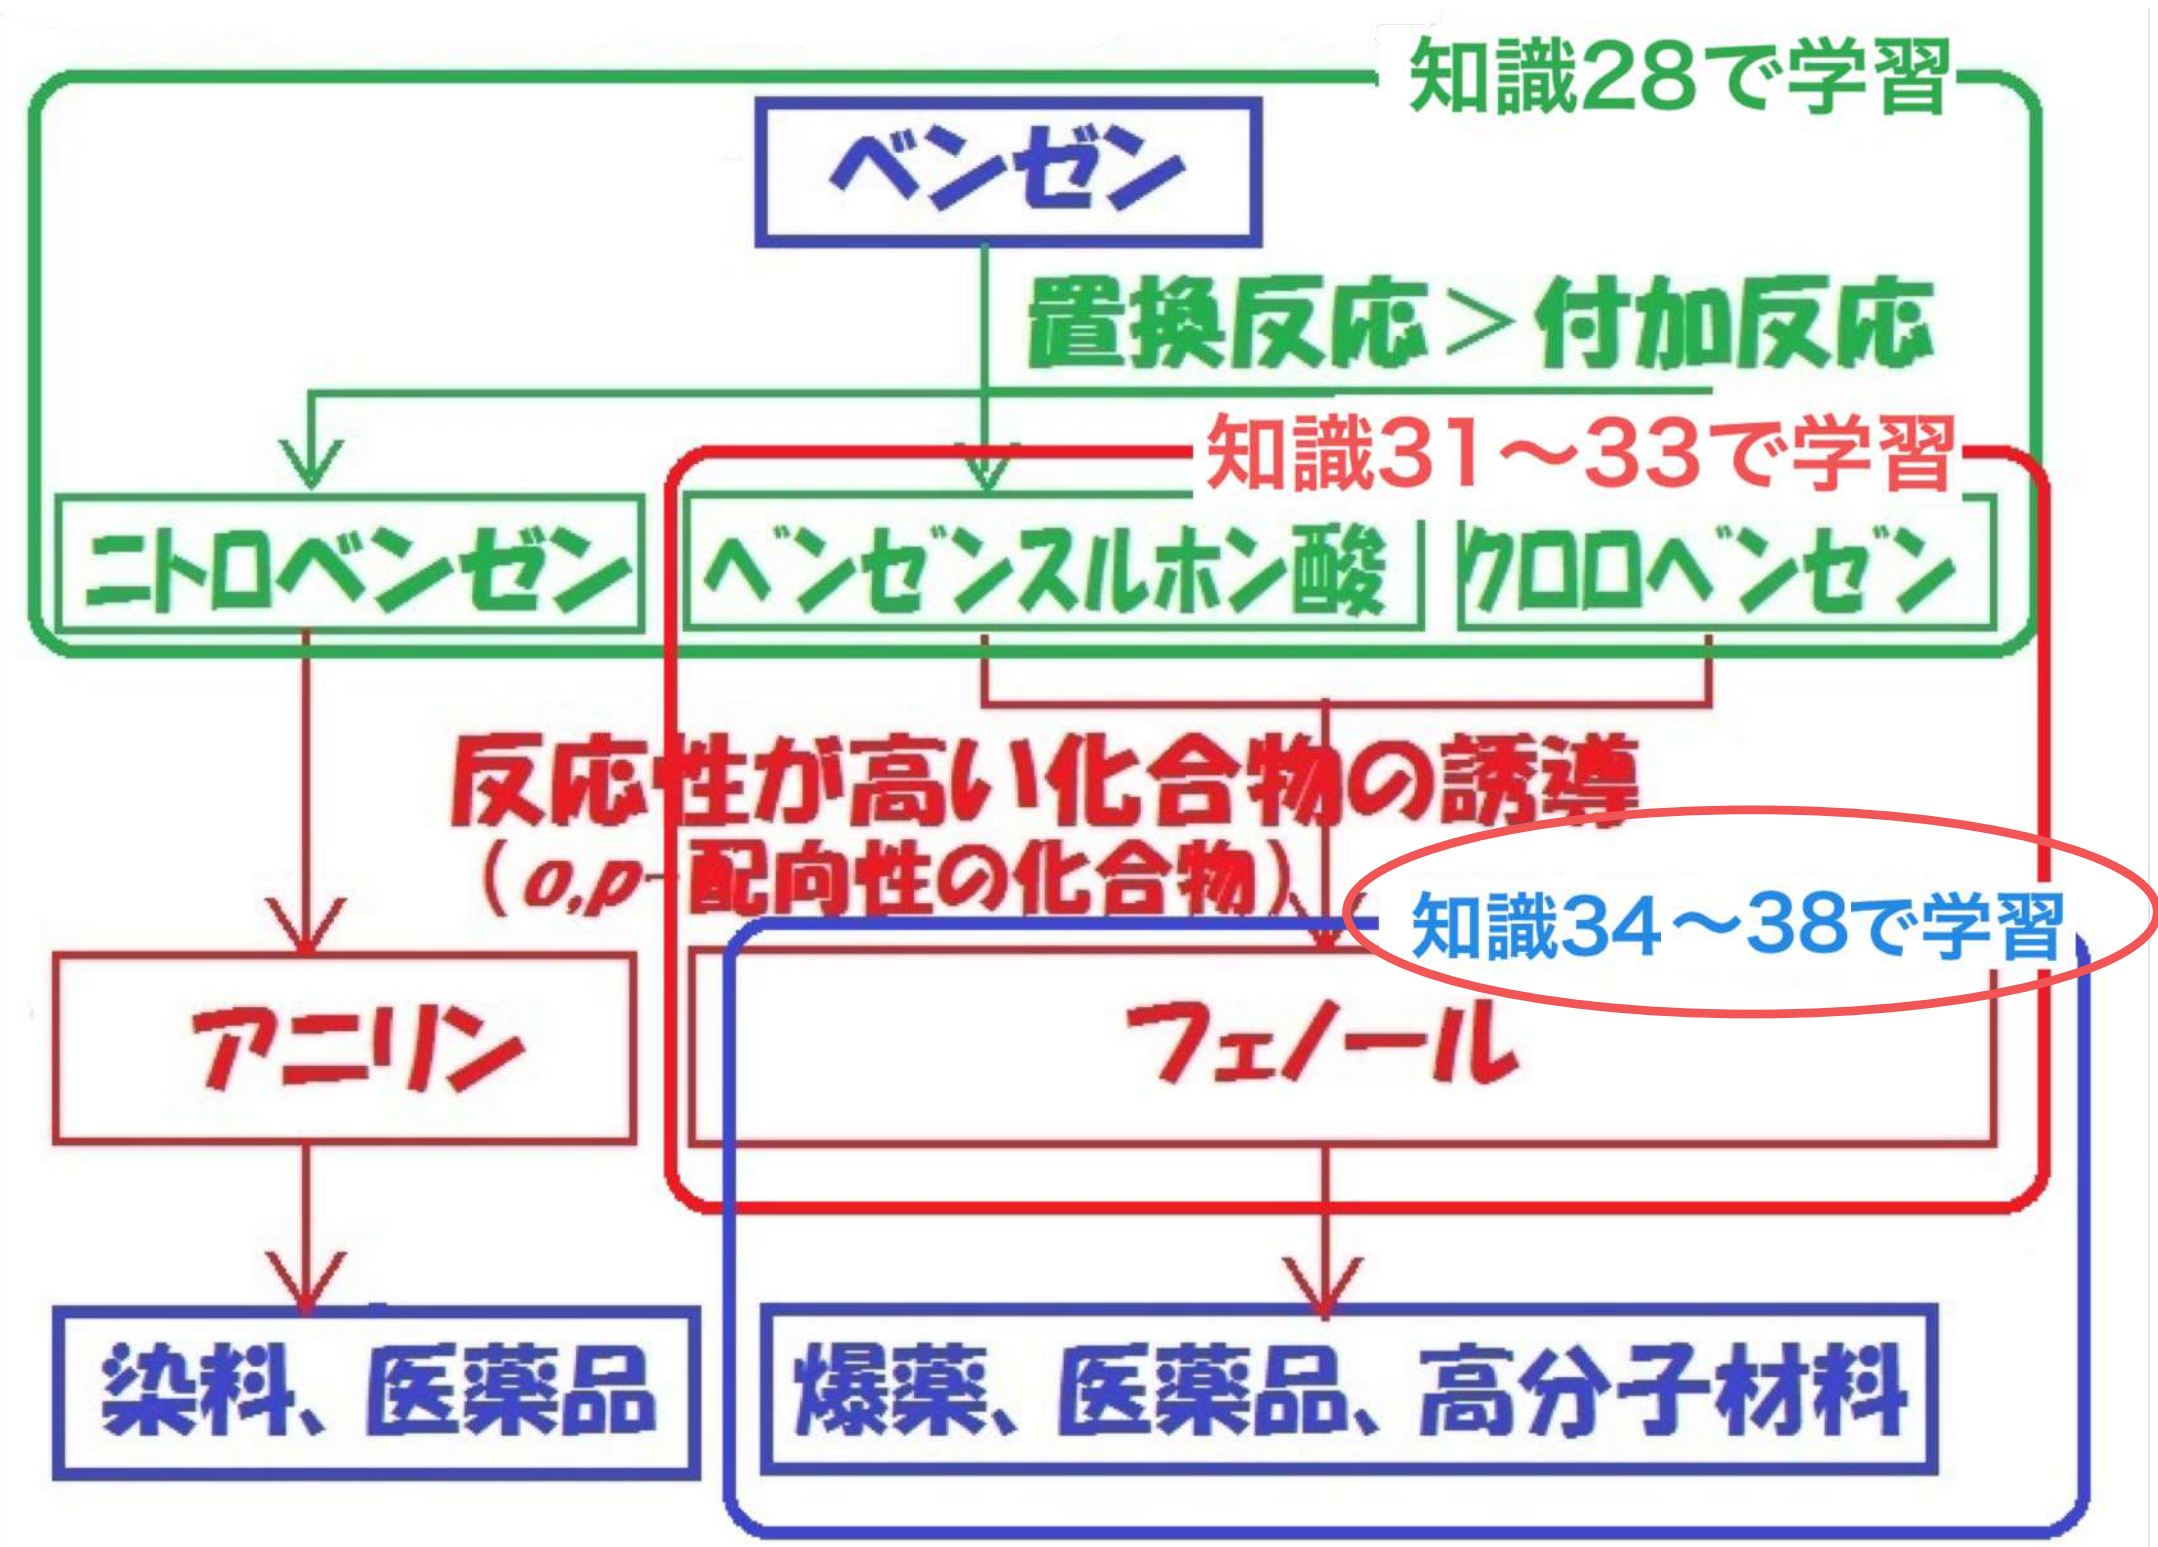 知識28で学習
ベンゼン
置換反応>付加反応
知識31〜33で学習
ニトロベンゼン
ベンゼンスルホン酸
クロロベンゼン
反応性が高い化合物の誘導
(o,p-配向性の化合物)
知識34〜38で学習
アニリン
フェノール
染料、医薬品
爆薬、医薬品、高分子材料